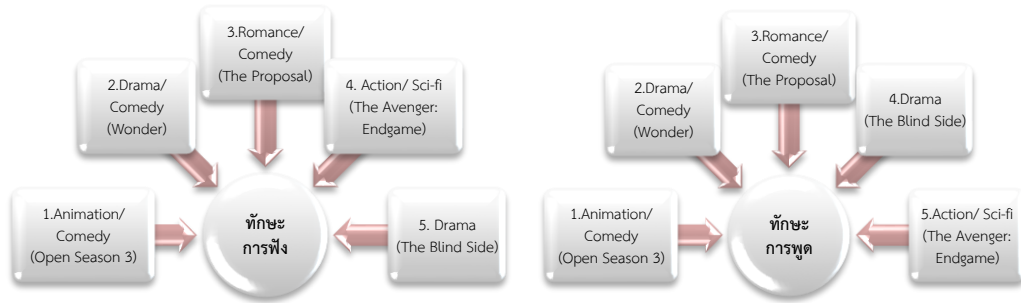 3.Romance/
Comedy
(The Proposal)
2.Drama/
Comedy
(Wonder)
4. Action/ Sci-fi
(The Avenger:
Endgame)
1.Animation/
Comedy
(Open Season 3)
ทักษะ
การฟัง
5. Drama
(The Blind Side)
3.Romance/
Comedy
(The Proposal)
2.Drama/
Comedy
(Wonder)
4.Drama
(The Blind Side)
1.Animation/
Comedy
(Open Season 3)
ทักษะ
การพูด
5.Action/ Sci-fi
(The Avenger:
Endgame)